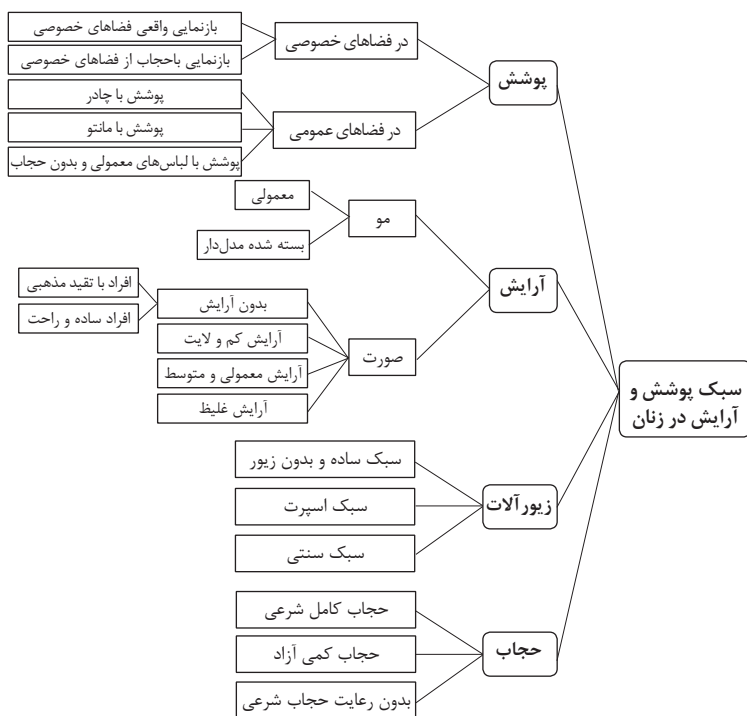 سبک پوشش و
آرایش در زنان
پوشش
در فضاهای خصوصی
بازنمایی واقعی فضاهای خصوصی
بازنمایی باحجاب از فضاهای خصوصی
در فضاهای عمومی
پوشش با چادر
پوشش با مانتو
پوشش با لباس‌های معمولی و بدون حجاب
آرایش
مو
معمولی
بسته شده مدل‌دار
صورت
بدون آرایش
افراد با تقید مذهبی
افراد ساده و راحت
آرایش کم و لایت
آرایش معمولی و متوسط
آرایش غلیظ
زیورآلات
سبک ساده و بدون زیور
سبک اسپرت
سبک سنتی
حجاب
حجاب کامل شرعی
حجاب کمی آزاد
بدون رعایت حجاب شرعی